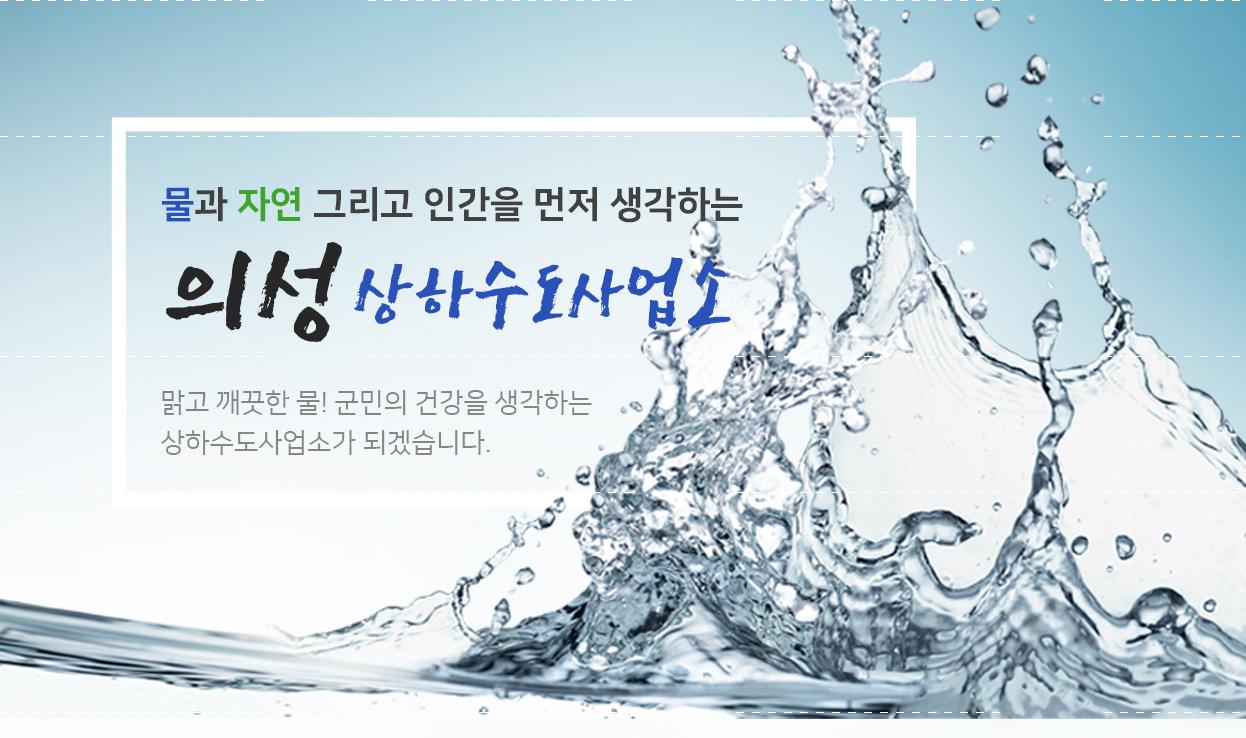 물과 자연 그리고 인간을 먼저 생각하는
의성 상하수도사업소
맑고 깨끗한 물! 군민의 건강을 생각하는
상하수도사업소가 되겠습니다.